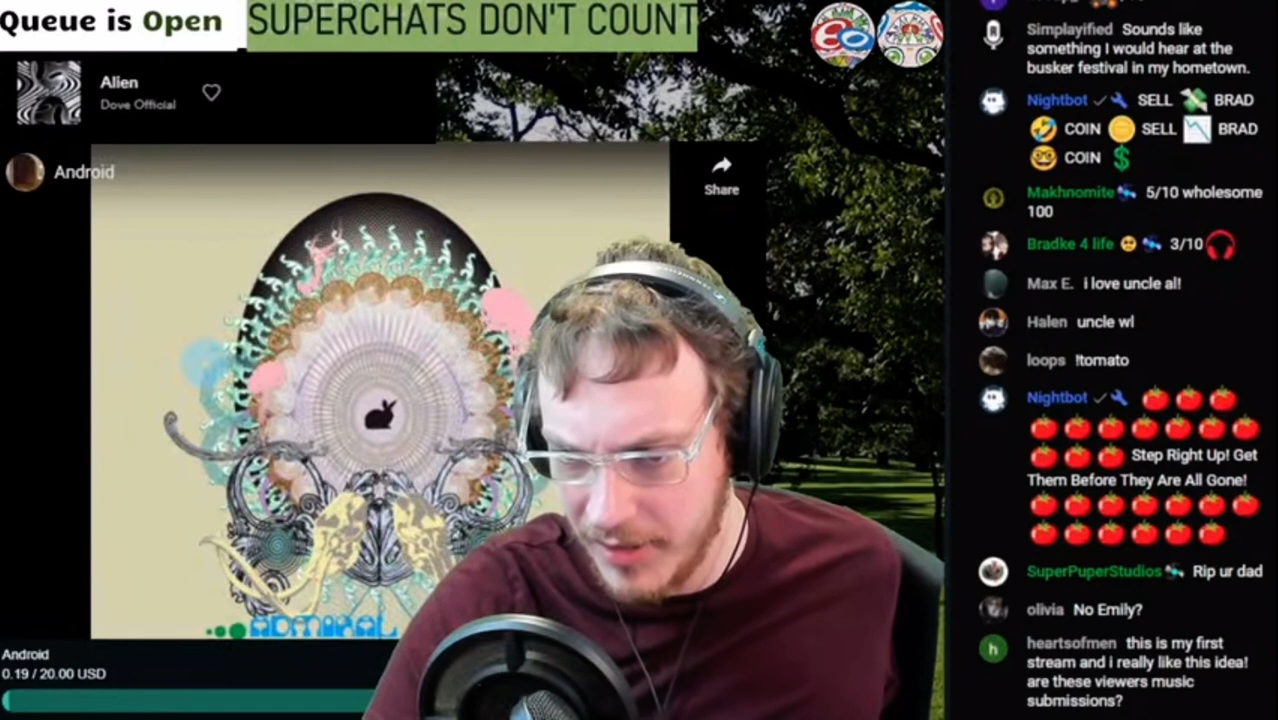 Queue is Open
SUPERCHATS DON'T COUNT
Alien
Dove Official
Android
Share
ADMIRAL
Android
0.19 / 20.00 USD
Simplayified Sounds like
something I would hear at the
busker festival in my hometown.
Nightbot SELL 💸 BRAD
🤣 COIN 🪙 SELL 📉 BRAD
🤓 COIN 💲
Makhnomite 5/10 wholesome
100
Bradke 4 life 🥺 3/10
Max E. i love uncle al!
Halen uncle wl
loops !tomato
Nightbot 🍅 🍅 🍅
🍅 🍅 🍅 🍅 🍅 🍅 🍅
🍅 🍅 🍅 Step Right Up! Get
Them Before They Are All Gone!
🍅 🍅 🍅 🍅 🍅 🍅 🍅
🍅 🍅 🍅 🍅 🍅 🍅
SuperPuperStudios Rip ur dad
olivia No Emily?
h
heartsofmen this is my first
stream and i really like this idea!
are these viewers music
submissions?